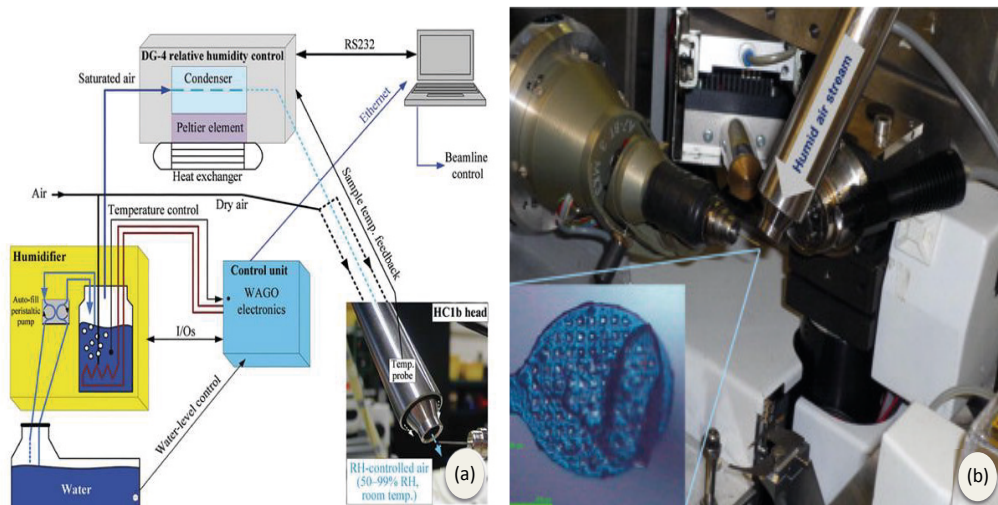 DG-4 relative humidity control
RS232
Saturated air
Condenser
Peltier element
Heat exchanger
Ethernet
Beamline
control
Air
Dry air
Temperature control
Sample temp. feedback
Humidifier
Auto-fill
peristaltic
pump
Control unit
WAGO
electronics
I/Os
Water-level control
Water
HC1b head
Temp.
probe
RH-controlled air
(50–99% RH,
room temp.)
(a)
Humid air stream
(b)